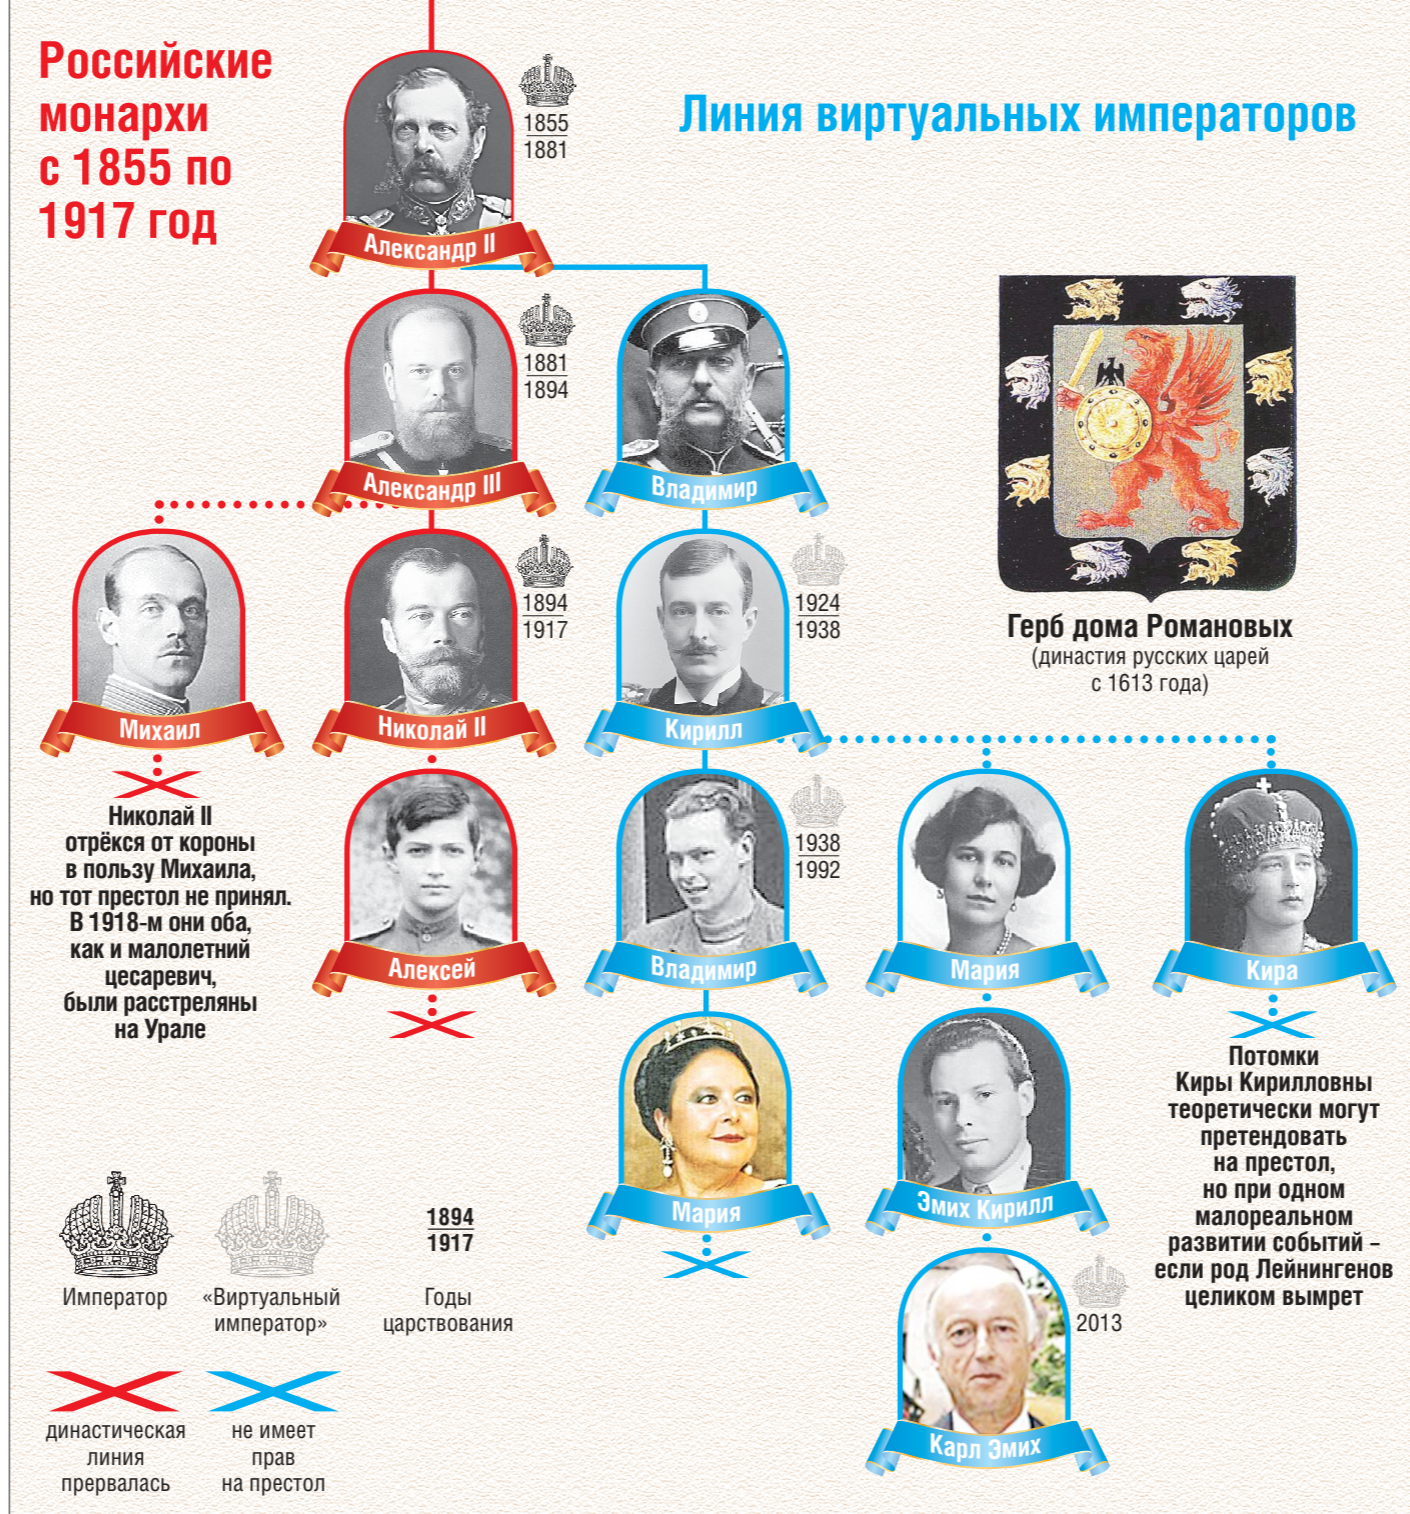 Российские
монархи
с 1855 по
1917 год
Линия виртуальных императоров
1855
1881
Александр II
1881
1894
Александр III
Владимир
1894
1917
1924
1938
Герб дома Романовых
(династия русских царей
с 1613 года)
Михаил
Николай II
Кирилл
Николай II
отрёкся от короны
в пользу Михаила,
но тот престол не принял.
В 1918-м они оба,
как и малолетний
цесаревич,
были расстреляны
на Урале
1938
1992
Алексей
Владимир
Мария
Кира
Потомки
Киры Кирилловны
теоретически могут
претендовать
на престол,
но при одном
малореальном
развитии событий –
если род Лейнингенов
целиком вымрет
Мария
Эмих Кирилл
2013
Карл Эмих
Император
«Виртуальный
император»
1894
1917
Годы
царствования
династическая
линия
прервалась
не имеет
прав
на престол